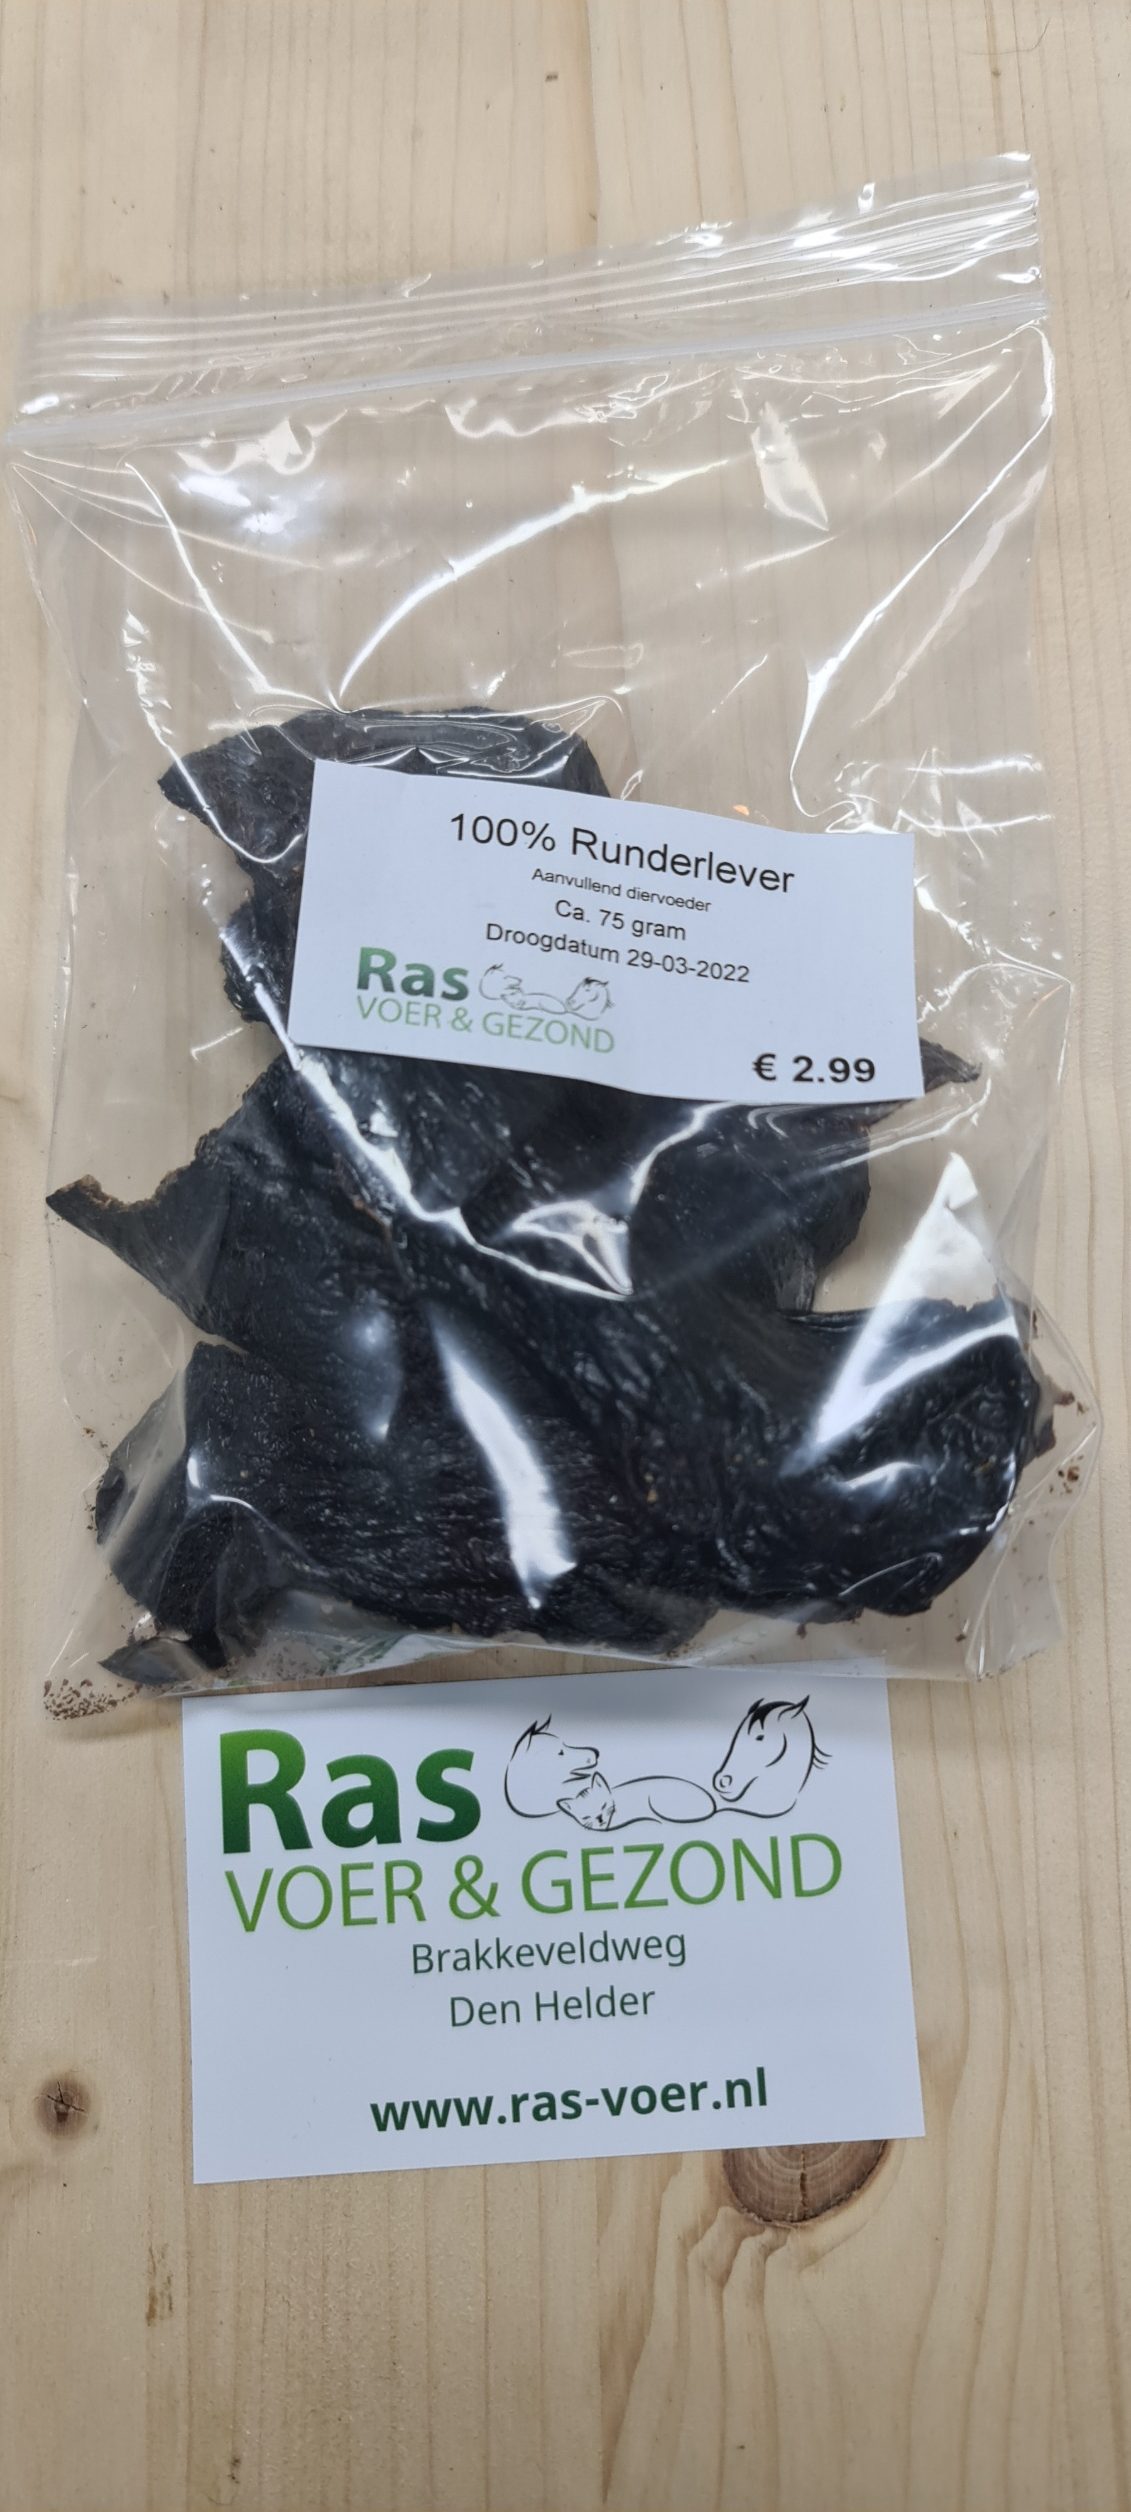 100% Runderlever
Aanvullend diervoeder
Ca. 75 gram
Droogdatum 29-03-2022
Ras
VOER & GEZOND
€ 2.99
Ras
VOER & GEZOND
Brakkeveldweg
Den Helder
www.ras-voer.nl